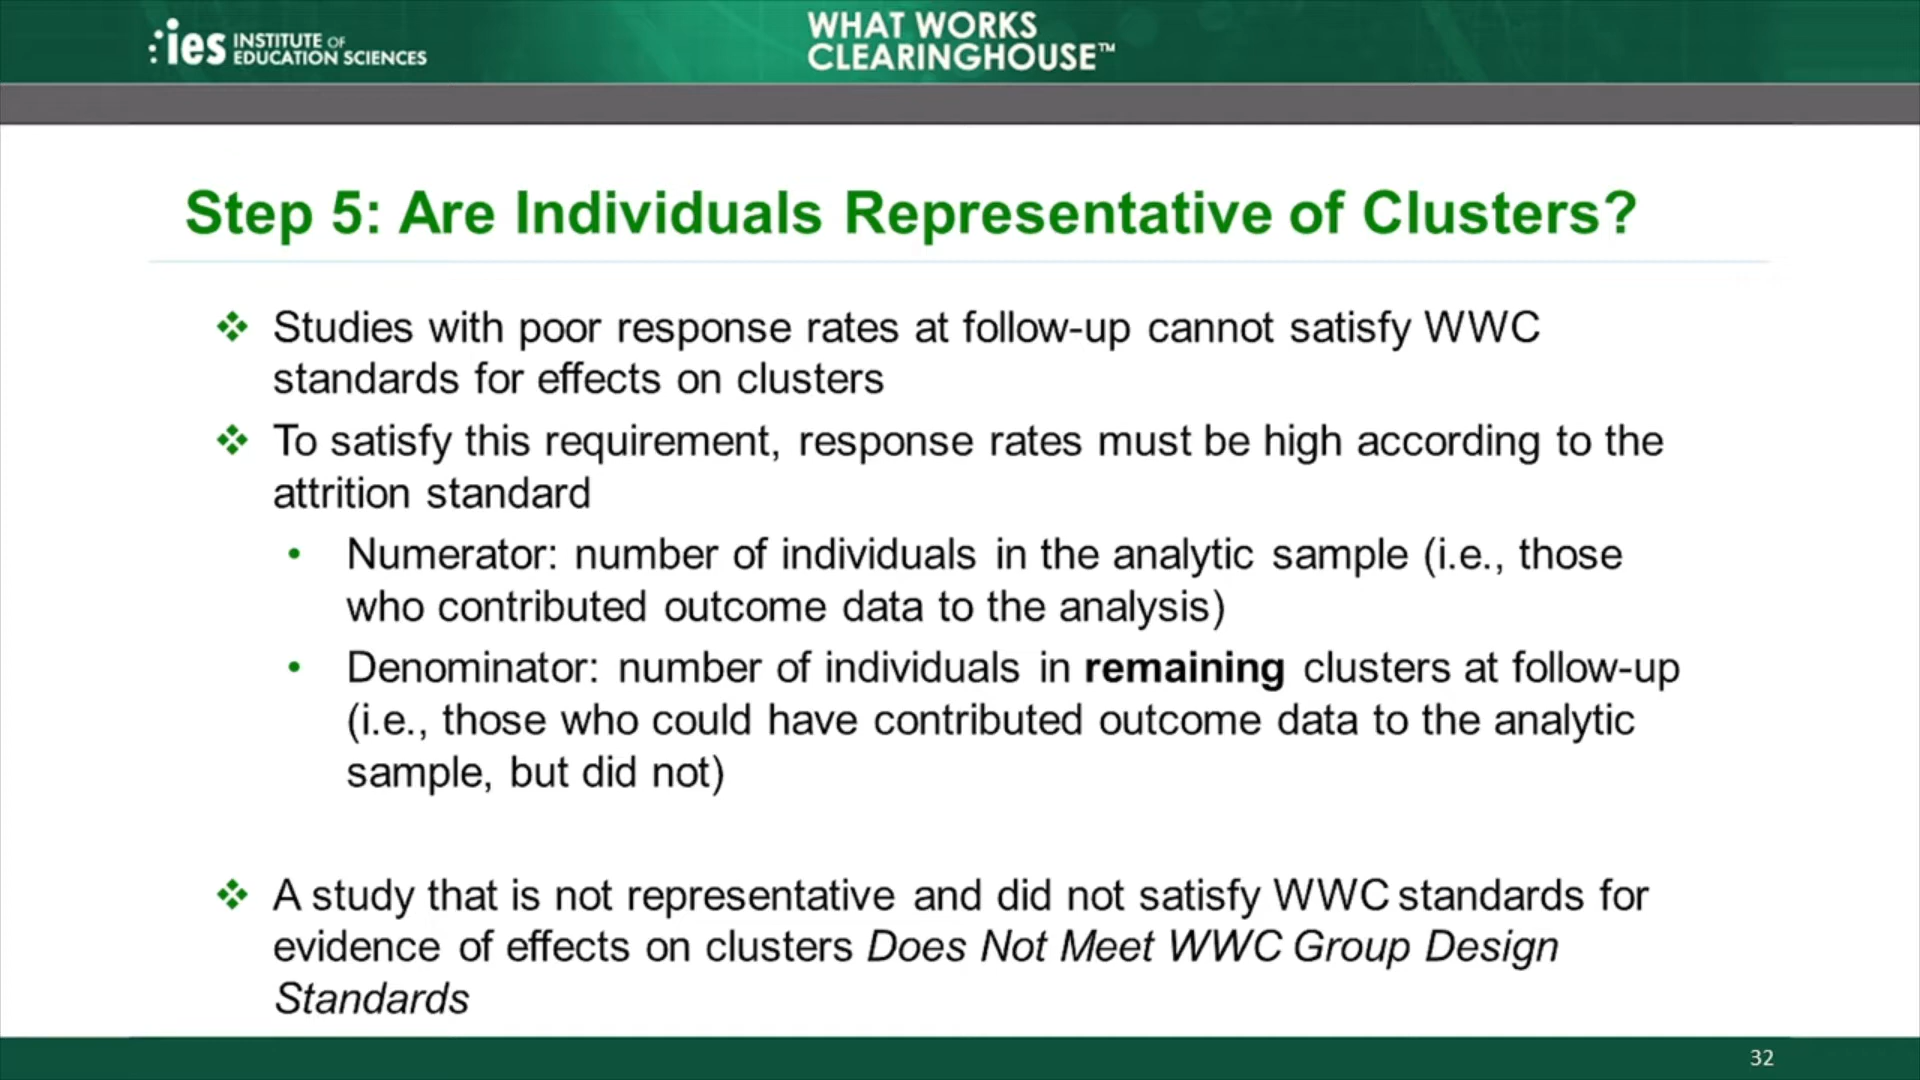 ies INSTITUTE OF
EDUCATION SCIENCES
WHAT WORKS
CLEARINGHOUSE™
Step 5: Are Individuals Representative of Clusters?
Studies with poor response rates at follow-up cannot satisfy WWC
standards for effects on clusters
To satisfy this requirement, response rates must be high according to the
attrition standard
• Numerator: number of individuals in the analytic sample (i.e., those
who contributed outcome data to the analysis)
• Denominator: number of individuals in remaining clusters at follow-up
(i.e., those who could have contributed outcome data to the analytic
sample, but did not)
A study that is not representative and did not satisfy WWC standards for
evidence of effects on clusters Does Not Meet WWC Group Design
Standards
32